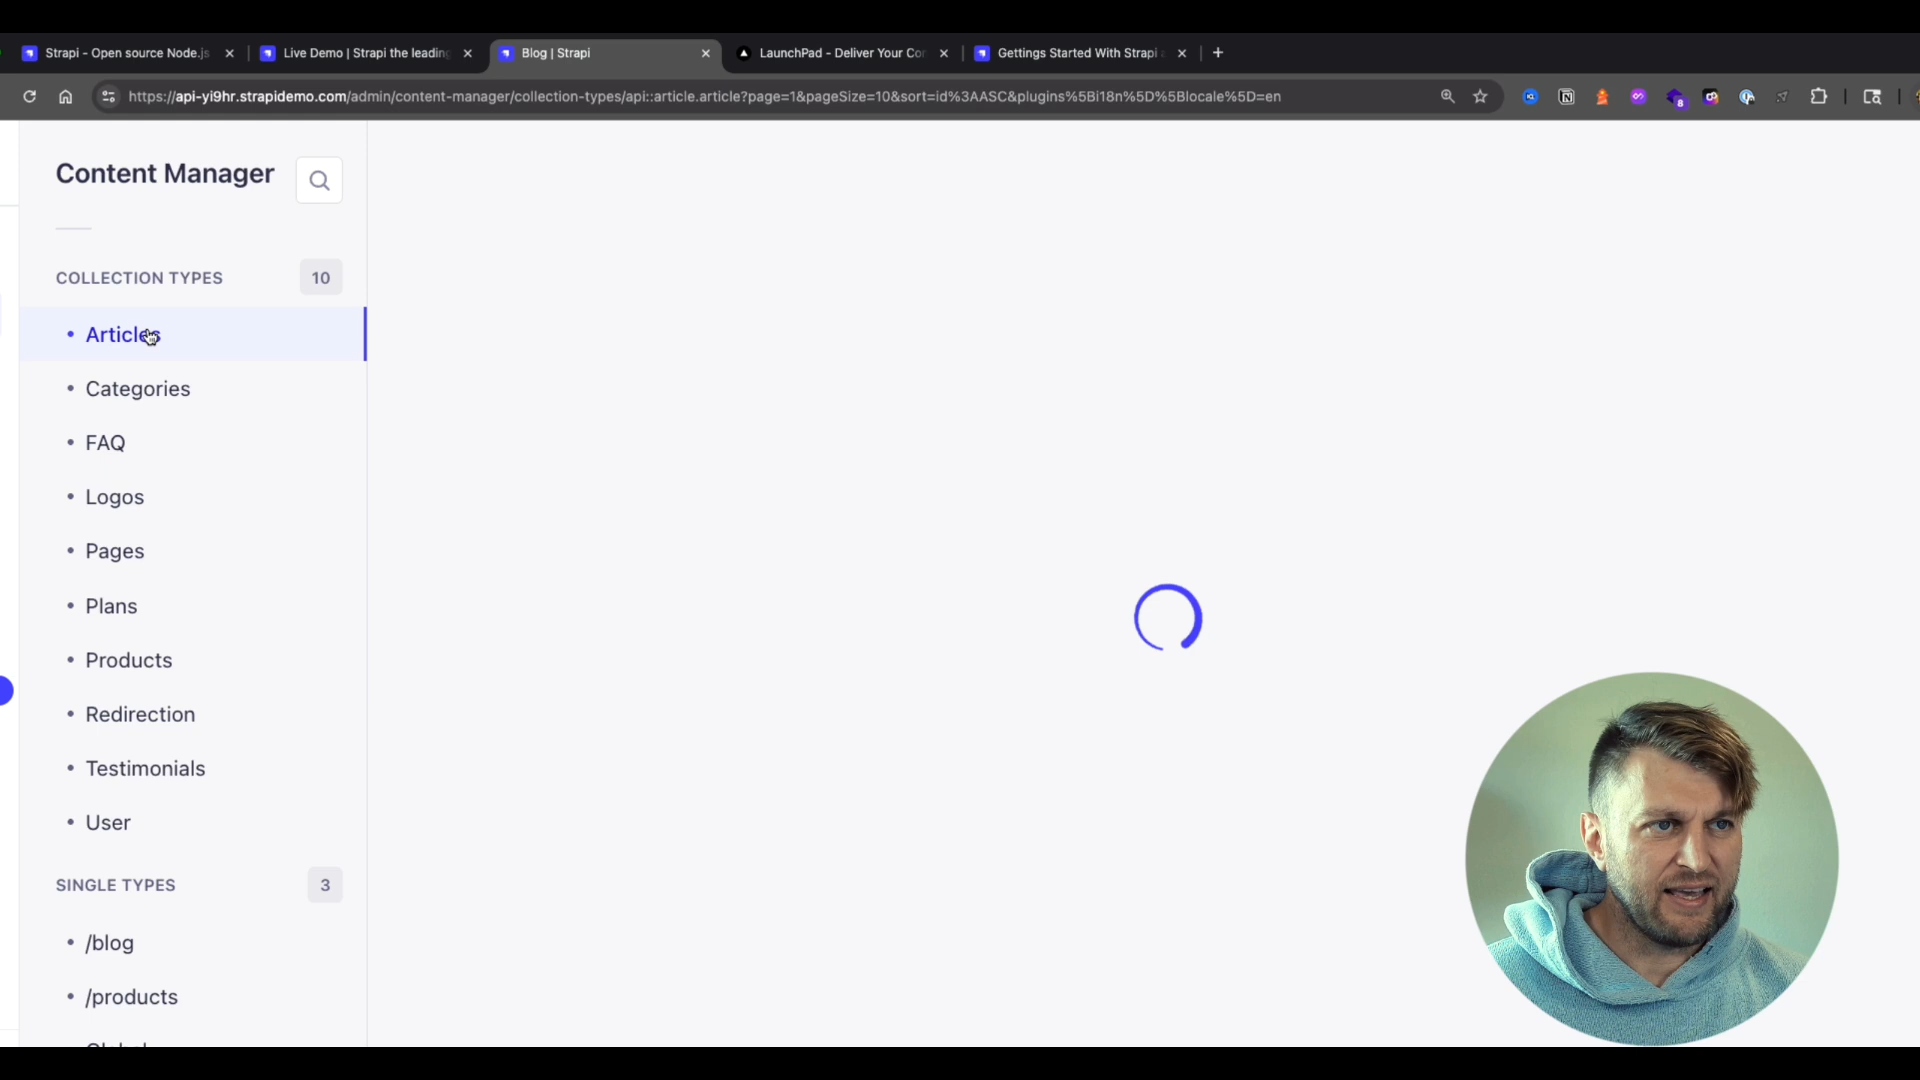 Strapi - Open source Node.js
Live Demo | Strapi the leading
Blog | Strapi
LaunchPad - Deliver Your Co
Gettings Started With Strapi
https://api-yi9hr.strapidemo.com/admin/content-manager/collection-types/api::article.article?page=1&pageSize=10&sort=id%3AASC&plugins%5Bi18n%5D%5Blocale%5D=en
8
Content Manager
COLLECTION TYPES 10
Articles
Categories
FAQ
Logos
Pages
Plans
Products
Redirection
Testimonials
User
SINGLE TYPES 3
/blog
/products